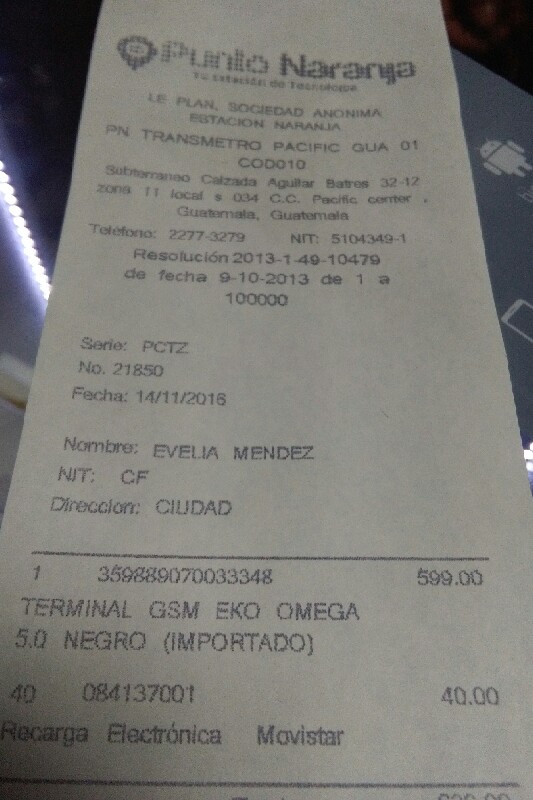 Punto Naranja
Tu estación de Tecnología
LE PLAN, SOCIEDAD ANONIMA
ESTACION NARANJA
PN TRANSMETRO PACIFIC GUA 01
COD010
Subterraneo Calzada Aguilar Batres 32-12
zona 11 local s 034 C.C. Pacific center .
Guatemala, Guatemala
Teléfono: 2277-3279 NIT: 5104349-1
Resolución 2013-1-49-10479
de fecha 9-10-2013 de 1 a
100000
Serie: PCTZ
No. 21850
Fecha: 14/11/2016
Nombre: EVELIA MENDEZ
NIT: CF
Direccion: CIUDAD
1 359889070033348 599.00
TERMINAL GSM EKO OMEGA
5.0 NEGRO (IMPORTADO)
40 084137001 40.00
Recarga Electrónica Movistar